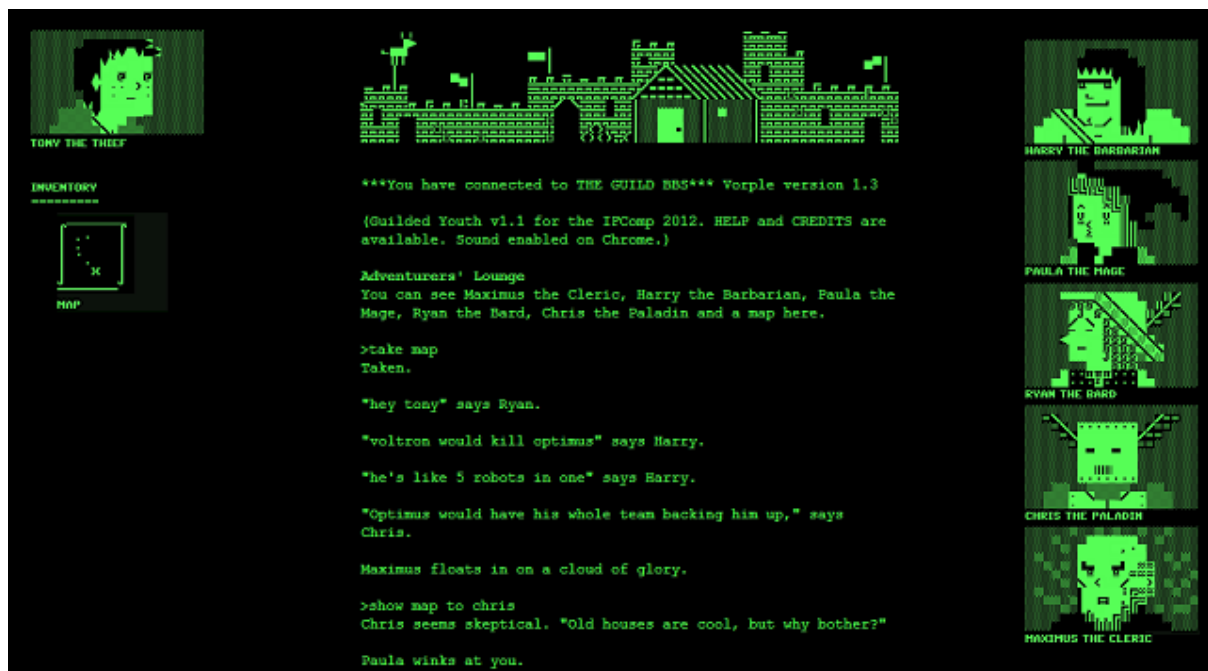 TONY THE THIEF
INVENTORY
MAP
***You have connected to THE GUILD BBS*** Vorple version 1.3
{Guilded Youth v1.1 for the IFComp 2012. HELP and CREDITS are
available. Sound enabled on Chrome.}
Adventurers' Lounge
You can see Maximus the Cleric, Harry the Barbarian, Paula the
Mage, Ryan the Bard, Chris the Paladin and a map here.
>take map
Taken.
"hey tony" says Ryan.
"voltron would kill optimus" says Harry.
"he's like 5 robots in one" says Harry.
"Optimus would have his whole team backing him up," says
Chris.
Maximus floats in on a cloud of glory.
>show map to chris
Chris seems skeptical. "Old houses are cool, but why bother?"
Paula winks at you.
HARRY THE BARBARIAN
PAULA THE MAGE
RYAN THE BARD
CHRIS THE PALADIN
MAXIMUS THE CLERIC